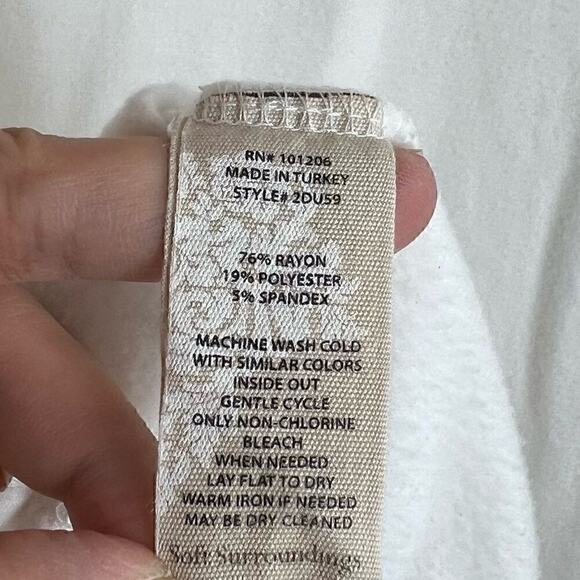 RN# 101206
MADE IN TURKEY
STYLE# 2DU59
76% RAYON
19% POLYESTER
5% SPANDEX
MACHINE WASH COLD
WITH SIMILAR COLORS
INSIDE OUT
GENTLE CYCLE
ONLY NON-CHLORINE
BLEACH
WHEN NEEDED
LAY FLAT TO DRY
WARM IRON IF NEEDED
MAY BE DRY CLEANED
Soft Surroundings